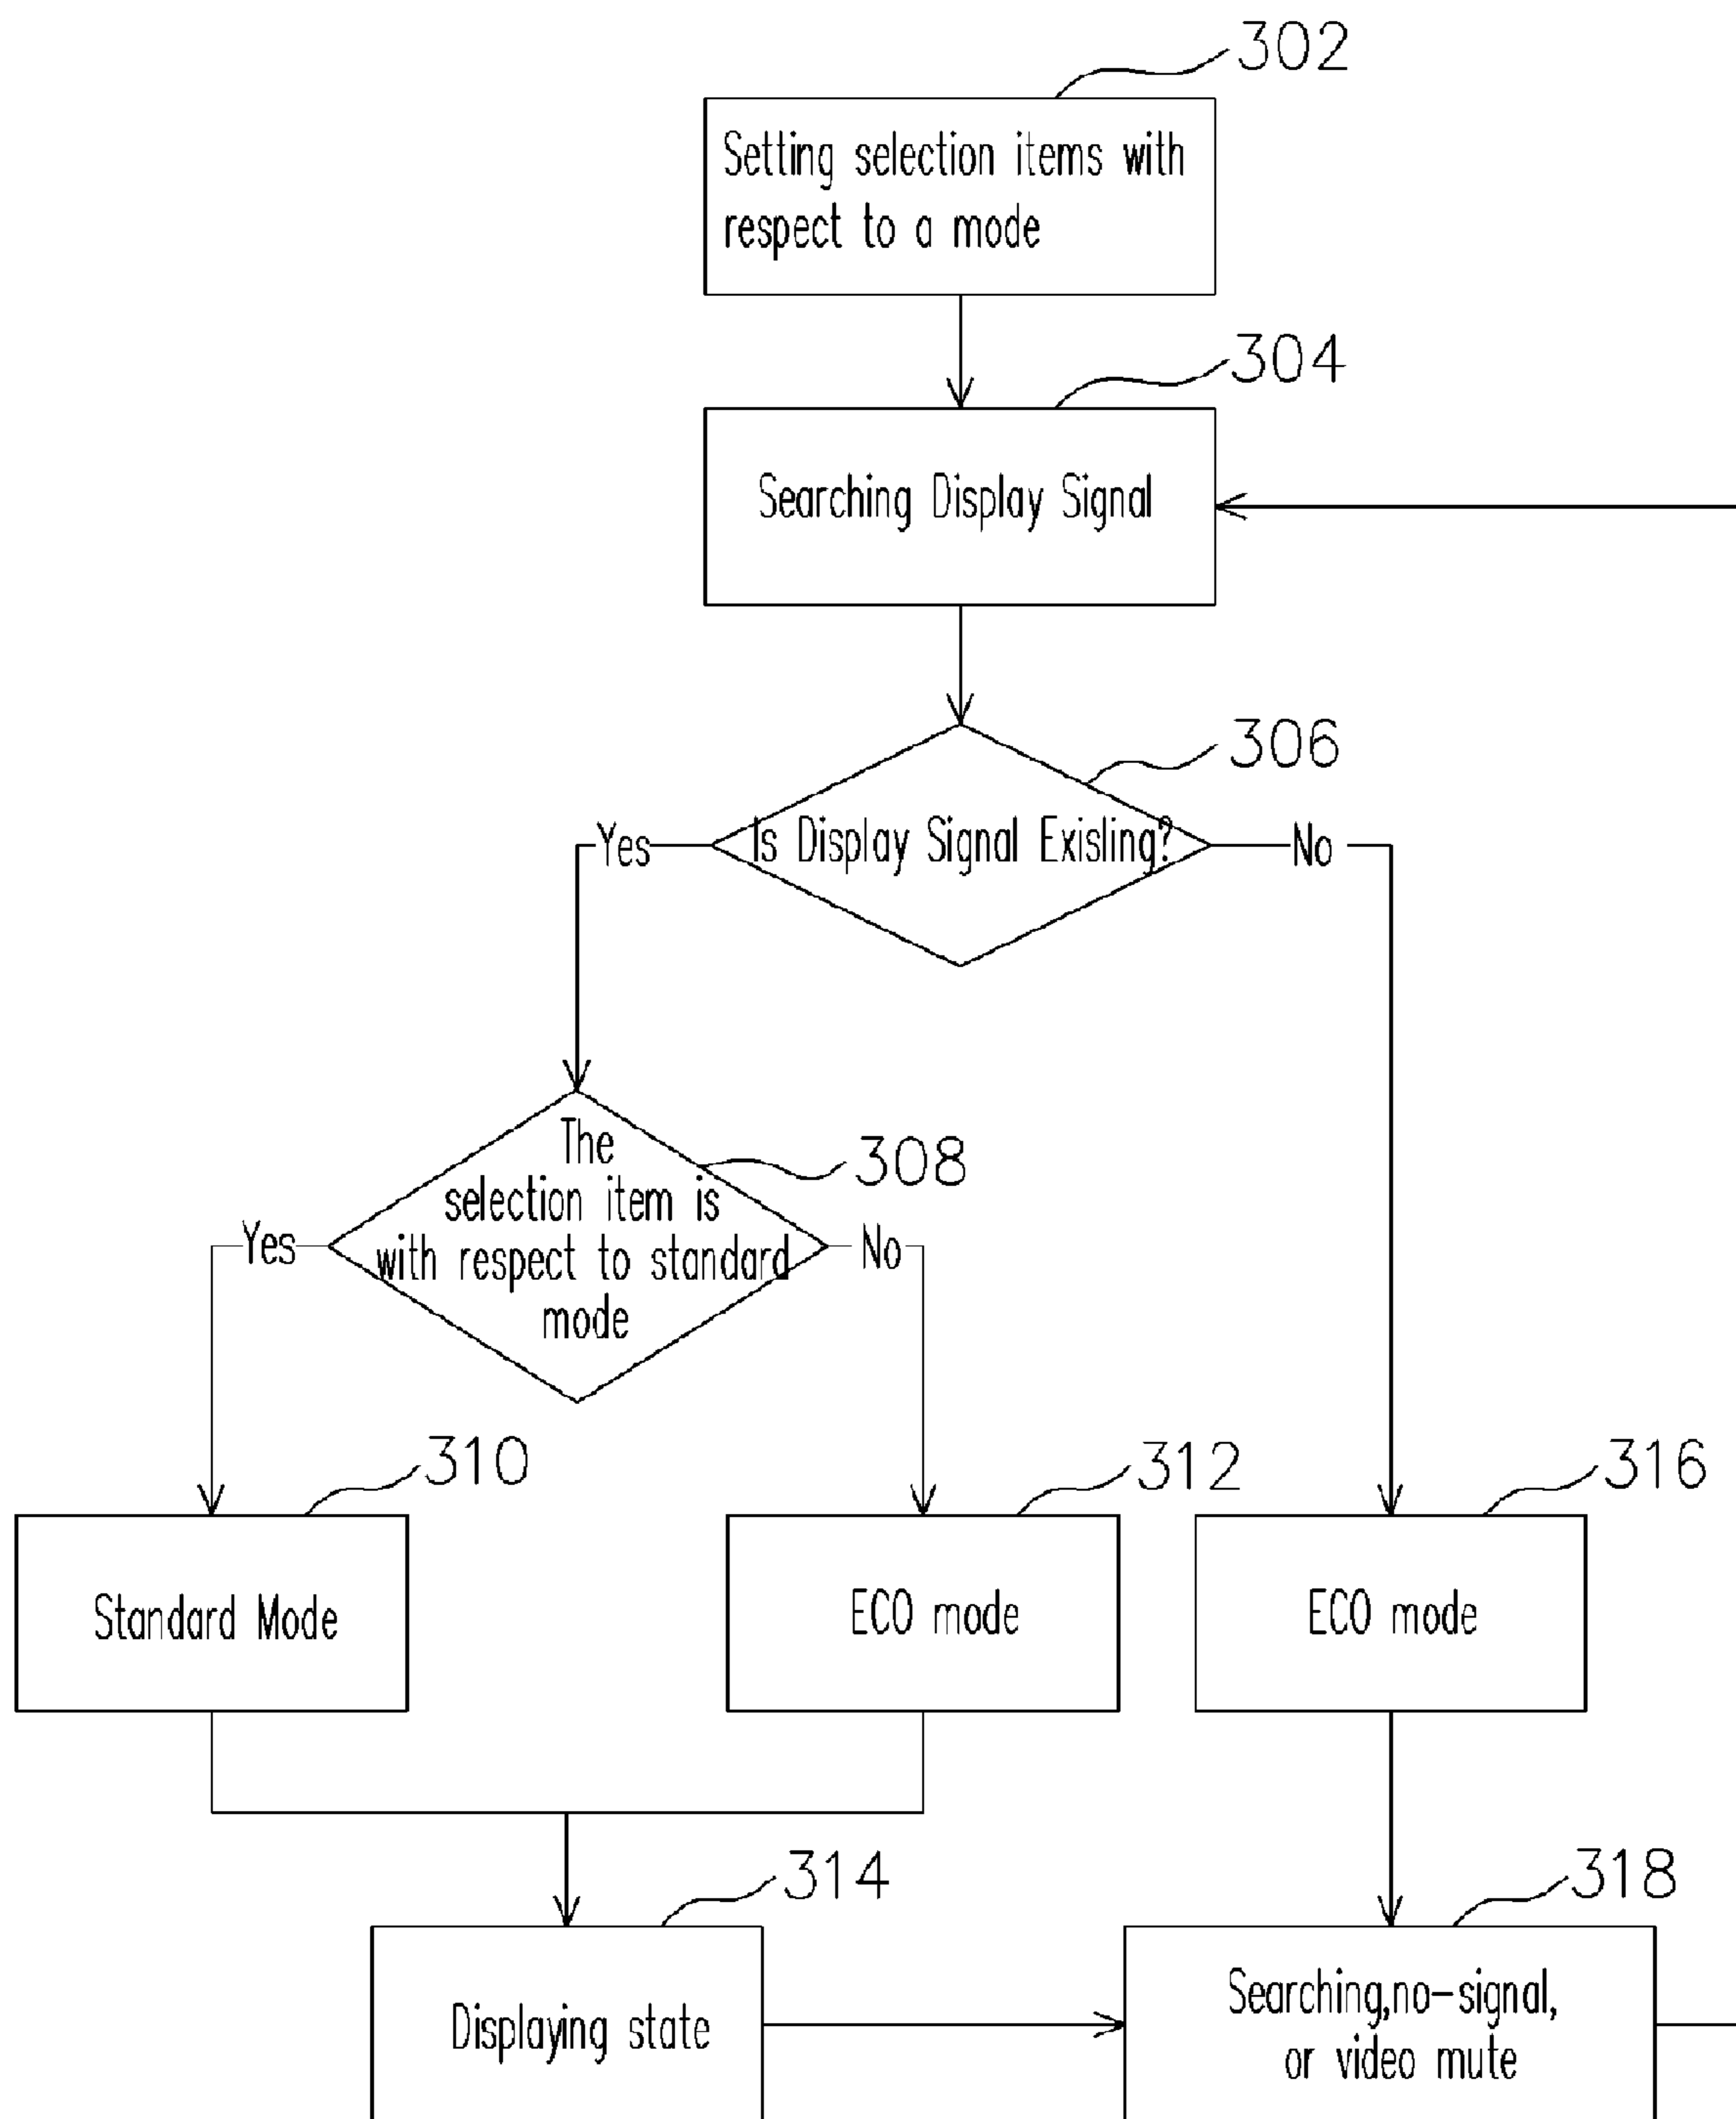 302
Setting selection items with
respect to a mode
304
Searching Display Signal
306
Is Display Signal Exisling?
Yes
No
308
The
selection item is
with respect to standard
mode
Yes
No
310
312
316
Standard Mode
ECO mode
ECO mode
314
318
Displaying state
Searching,no-signal,
or video mute